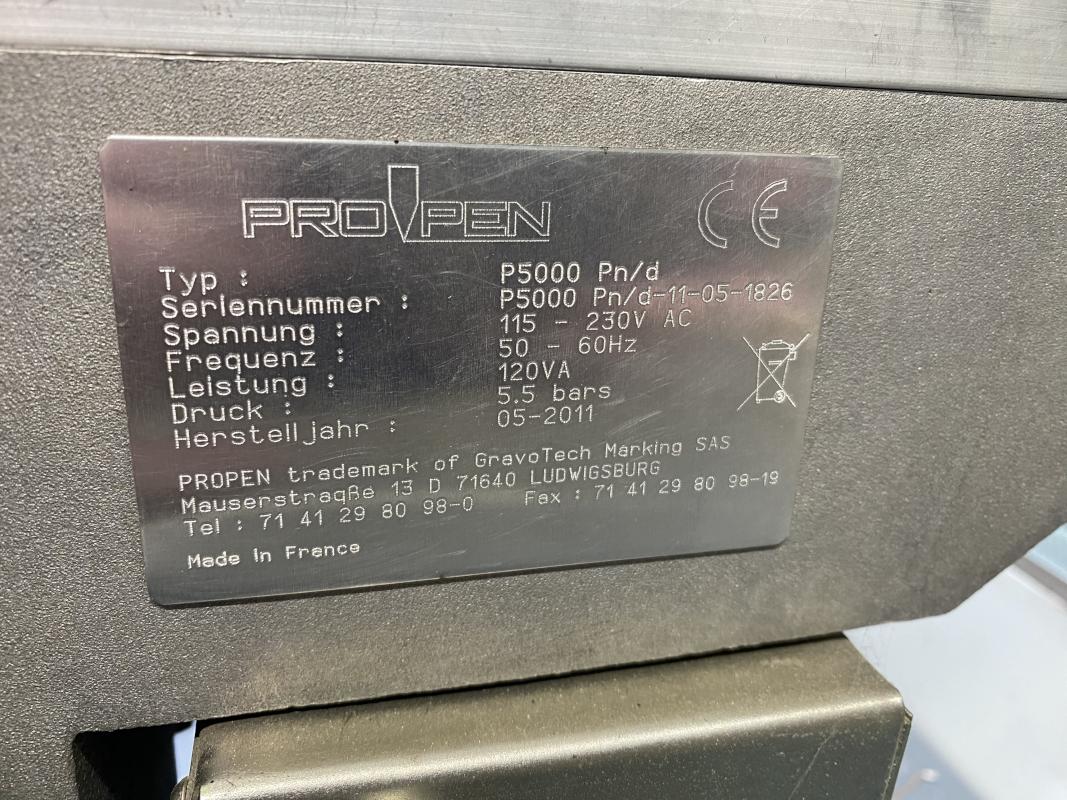 PROPEN CE
Typ : P5000 Pn/d
Seriennummer : P5000 Pn/d-11-05-1826
Spannung : 115 - 230V AC
Frequenz : 50 - 60Hz
Leistung : 120VA
Druck : 5.5 bars
Herstelljahr : 05-2011
PROPEN trademark of GravoTech Marking SAS
Mauserstraqße 13 D 71640 LUDWIGSBURG
Tel : 71 41 29 80 98-0 Fax : 71 41 29 80 98-19
Made in France